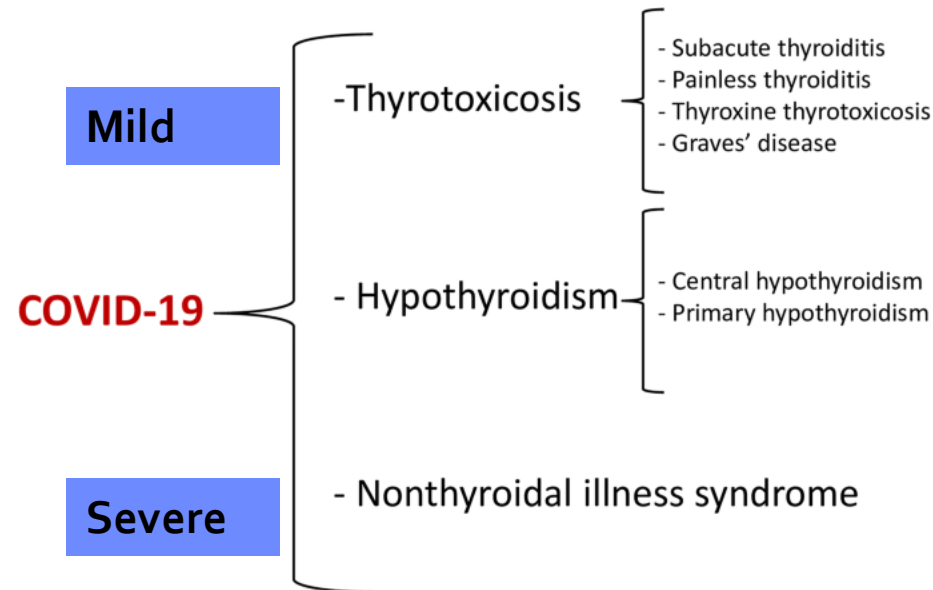 Mild
COVID-19
Severe
-Thyrotoxicosis
- Subacute thyroiditis
- Painless thyroiditis
- Thyroxine thyrotoxicosis
- Graves’ disease
- Hypothyroidism
- Central hypothyroidism
- Primary hypothyroidism
- Nonthyroidal illness syndrome